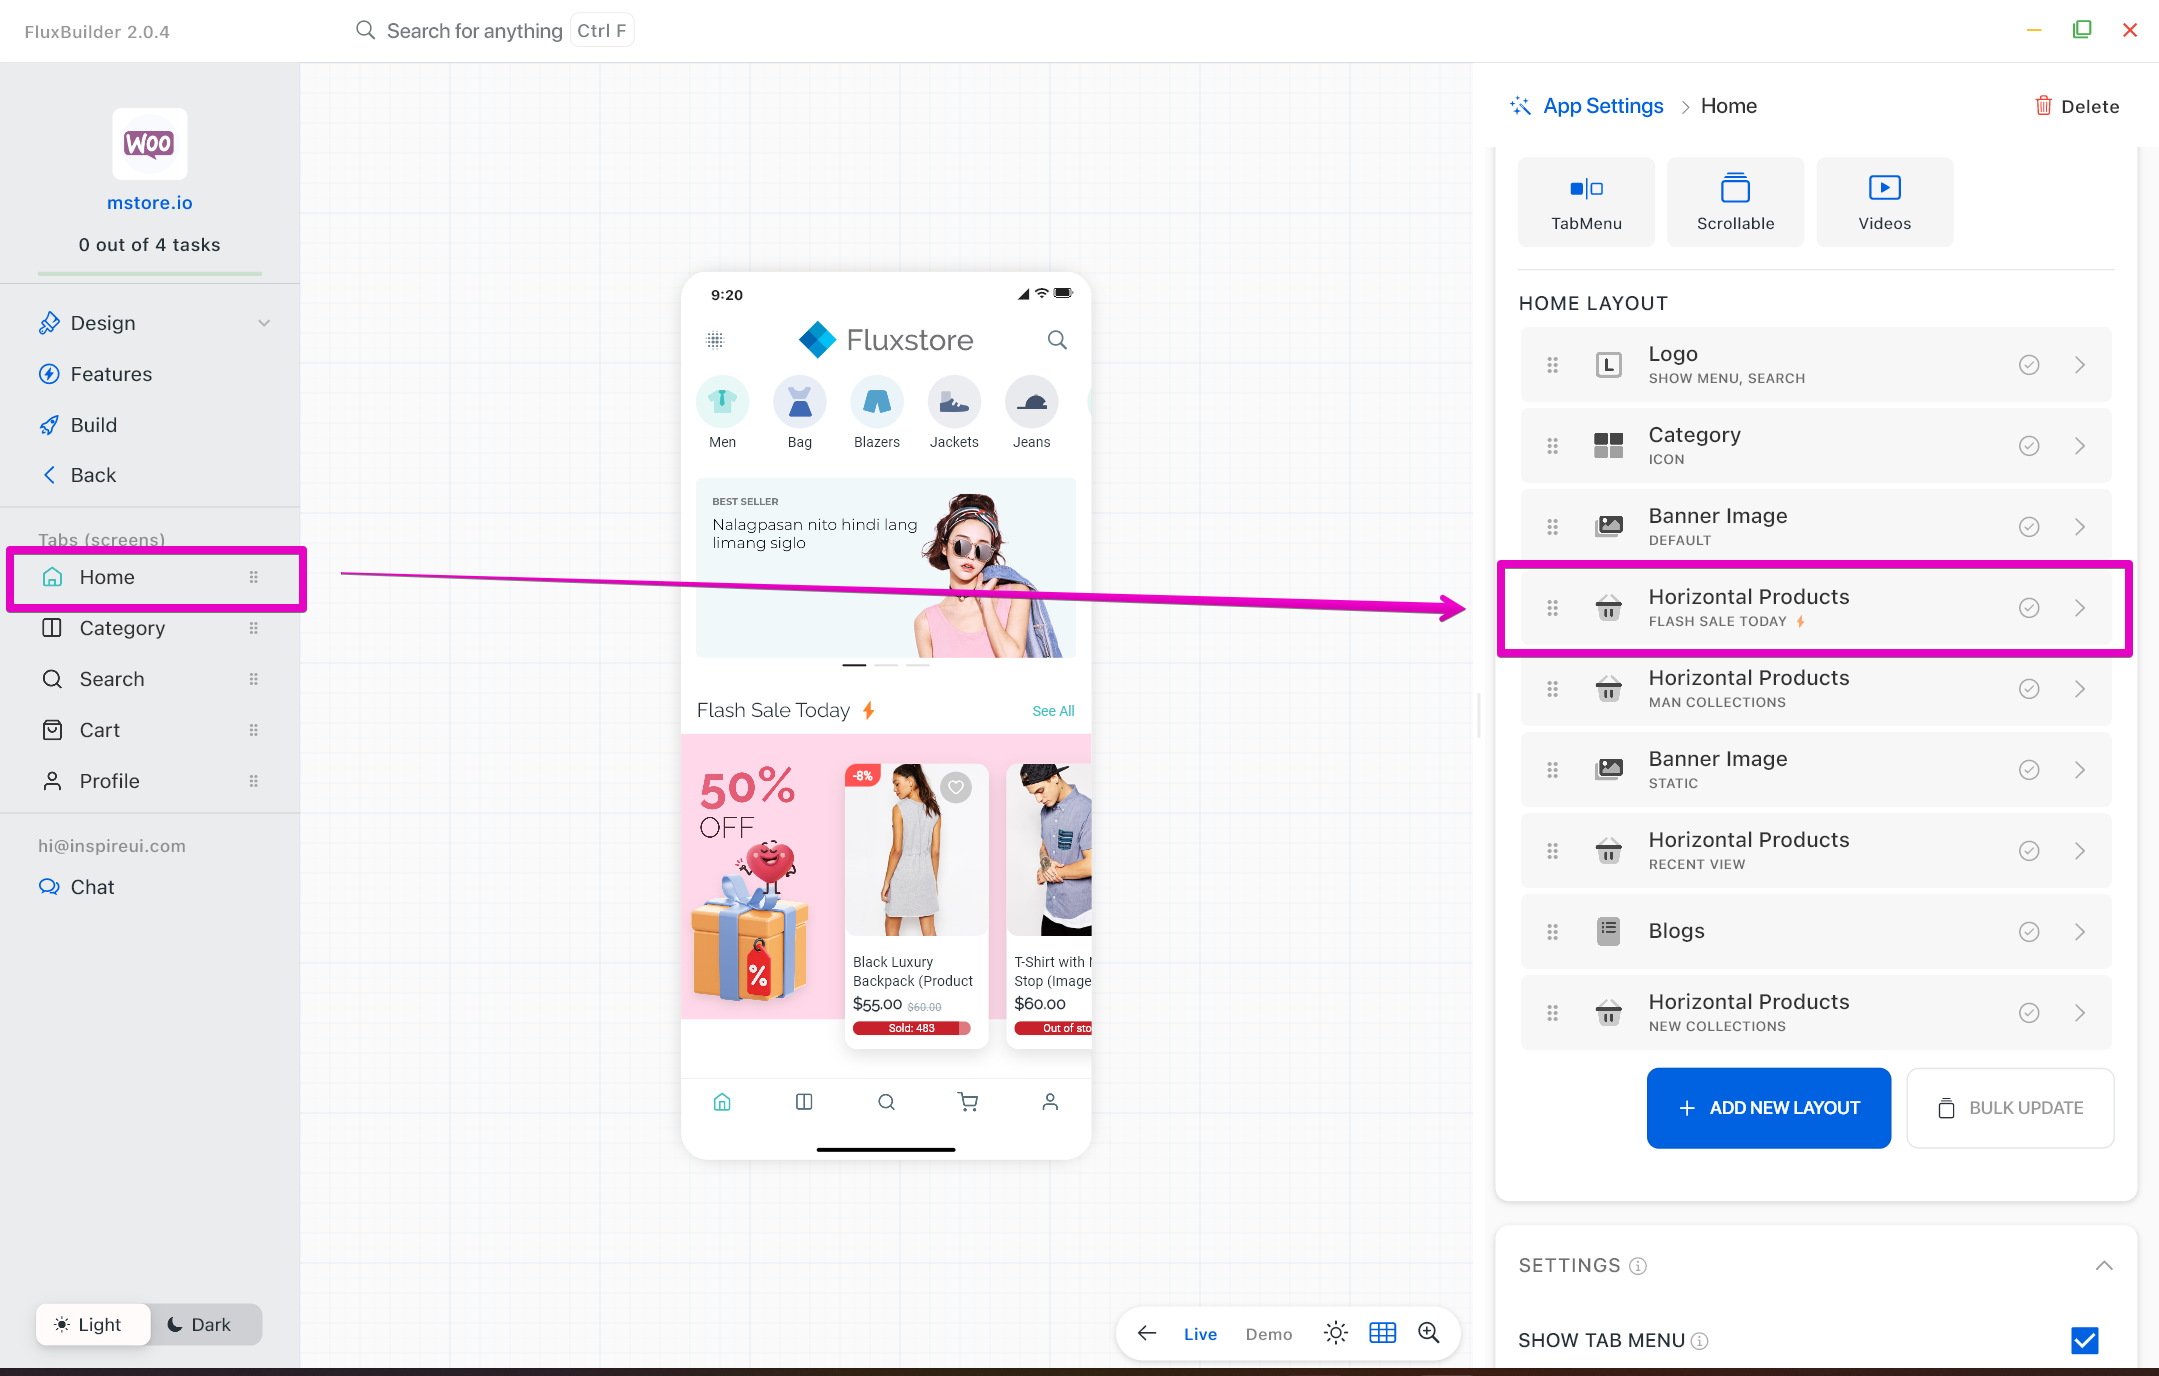 FluxBuilder 2.0.4
Search for anything Ctrl F
WOO
mstore.io
0 out of 4 tasks
Design
Features
Build
Back
Tabs (screens)
Home
Category
Search
Cart
Profile
hi@inspireui.com
Chat
Light
Dark
9:20
Fluxstore
Men
Bag
Blazers
Jackets
Jeans
BEST SELLER
Nalagpasan nito hindi lang
limang siglo
Flash Sale Today
See All
50%
OFF
%
-8%
Black Luxury
Backpack (Product
$55.00 $60.00
Sold: 483
T-Shirt with
Stop (Image
$60.00
Out of sto
Live
Demo
App Settings > Home
Delete
TabMenu
Scrollable
Videos
HOME LAYOUT
L
Logo
SHOW MENU, SEARCH
Category
ICON
Banner Image
DEFAULT
Horizontal Products
FLASH SALE TODAY
Horizontal Products
MAN COLLECTIONS
Banner Image
STATIC
Horizontal Products
RECENT VIEW
Blogs
Horizontal Products
NEW COLLECTIONS
+ ADD NEW LAYOUT
BULK UPDATE
SETTINGS
SHOW TAB MENU